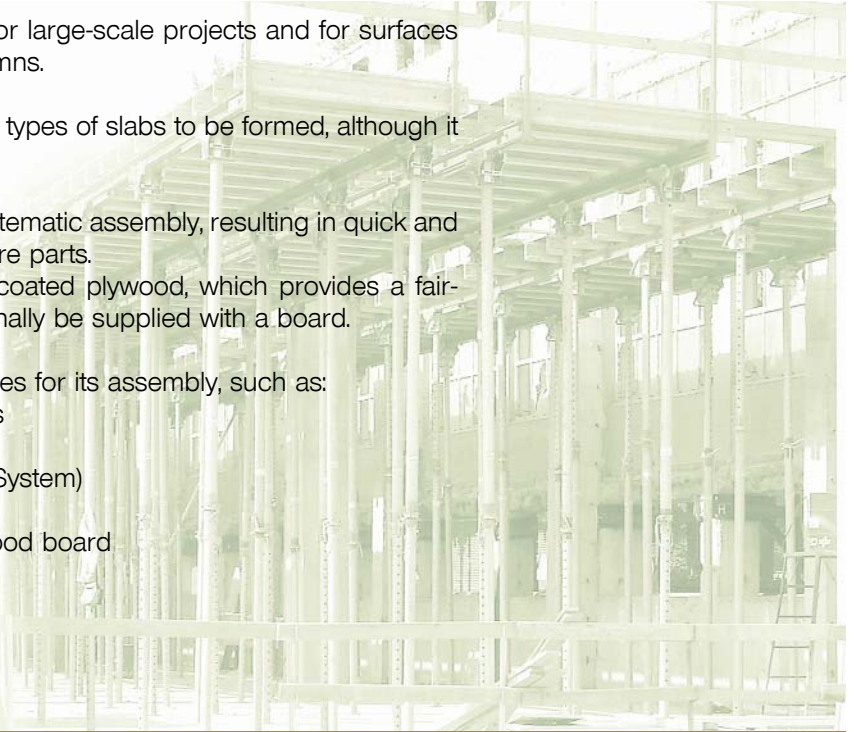 or large-scale projects and for surfaces
mns.
types of slabs to be formed, although it
tematic assembly, resulting in quick and
re parts.
coated plywood, which provides a fair-
nally be supplied with a board.
es for its assembly, such as:
s
System)
ood board